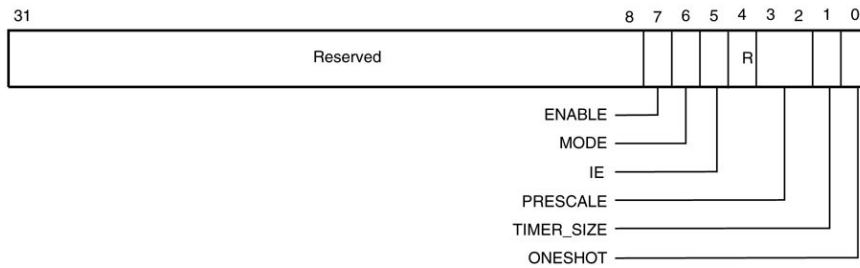 31 8 7 6 5 4 3 2 1 0
Reserved R
ENABLE
MODE
IE
PRESCALE
TIMER_SIZE
ONESHOT